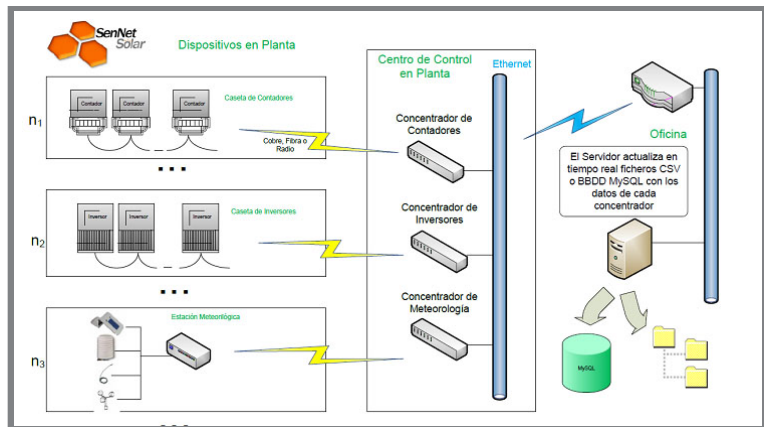 SenNet
Solar
Dispositivos en Planta
n1
Contador
Contador
Contador
Caseta de Contadores
Cobre, Fibra o
Radio
n2
Inversor
Inversor
Inversor
Caseta de Inversores
n3
Estación Meteorilógica
Centro de Control
en Planta
Ethernet
Concentrador de
Contadores
Concentrador de
Inversores
Concentrador de
Meteorología
Oficina
El Servidor actualiza en
tiempo real ficheros CSV
o BBDD MySQL con los
datos de cada
concentrador
MySQL